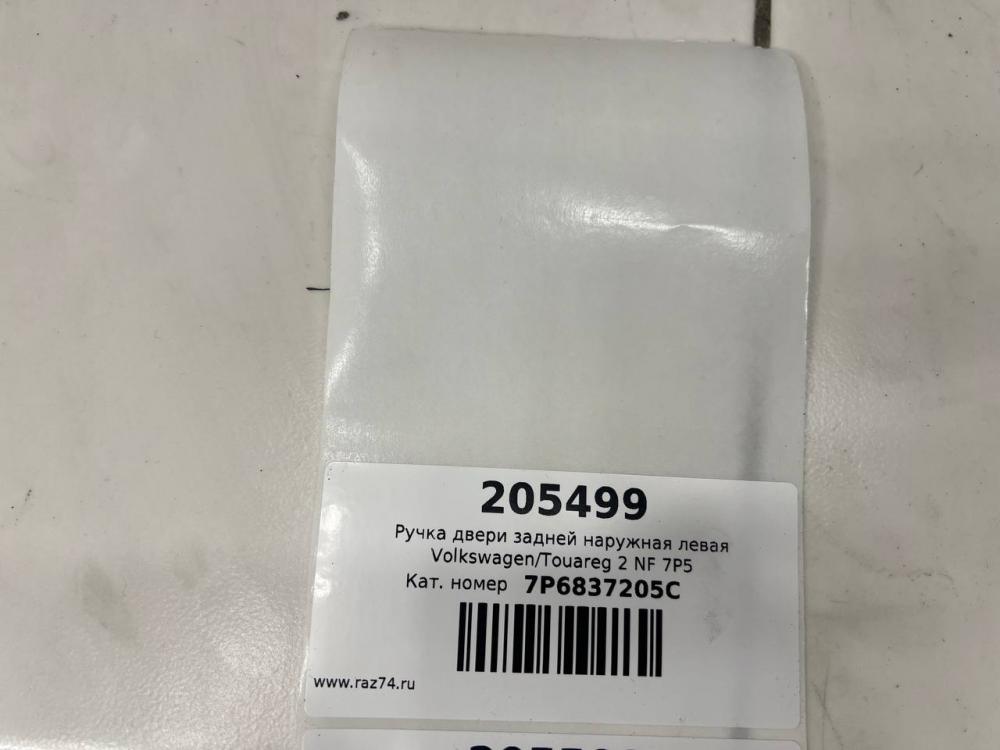 205499
Ручка двери задней наружная левая
Volkswagen/Touareg 2 NF 7P5
Кат. номер 7P6837205C
www.raz74.ru